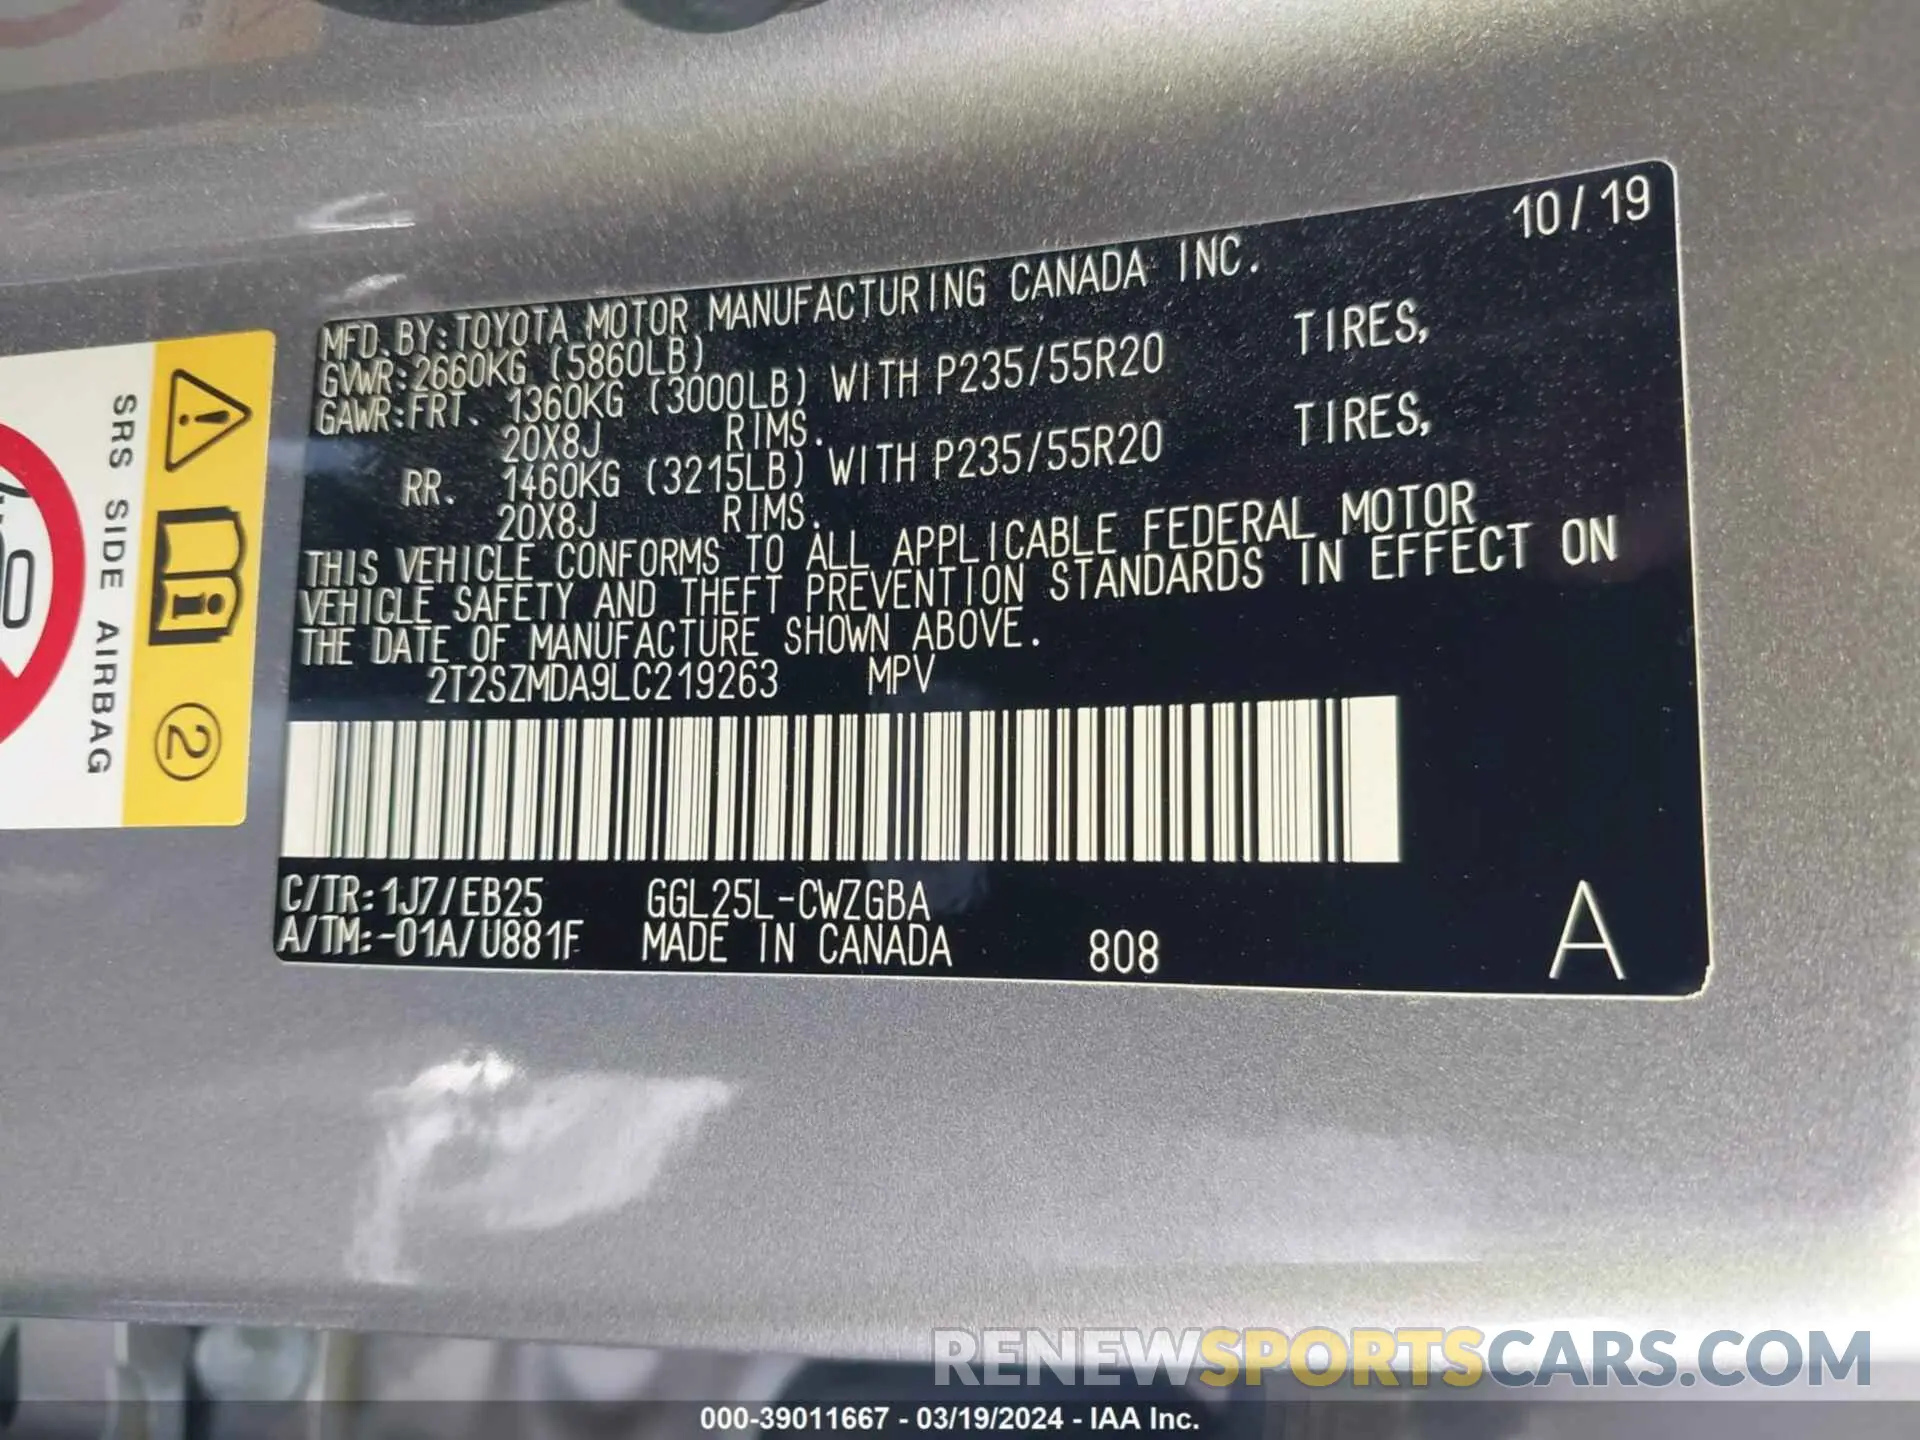 10/19
MFD. BY: TOYOTA MOTOR MANUFACTURING CANADA INC.
GVWR: 2660KG (5860LB)
GAWR: FRT. 1360KG (3000LB) WITH P235/55R20 TIRES,
20X8J RIMS.
RR. 1460KG (3215LB) WITH P235/55R20 TIRES,
20X8J RIMS.
THIS VEHICLE CONFORMS TO ALL APPLICABLE FEDERAL MOTOR
VEHICLE SAFETY AND THEFT PREVENTION STANDARDS IN EFFECT ON
THE DATE OF MANUFACTURE SHOWN ABOVE.
2T2SZMDA9LC219263 MPV
C/TR: 1J7/EB25 GGL25L-CWZGBA
A/TM: -01A/U881F MADE IN CANADA 808 A
SRS SIDE AIRBAG
2
RENEWSPORTSCARS.COM
000-39011667 - 03/19/2024 - IAA Inc.